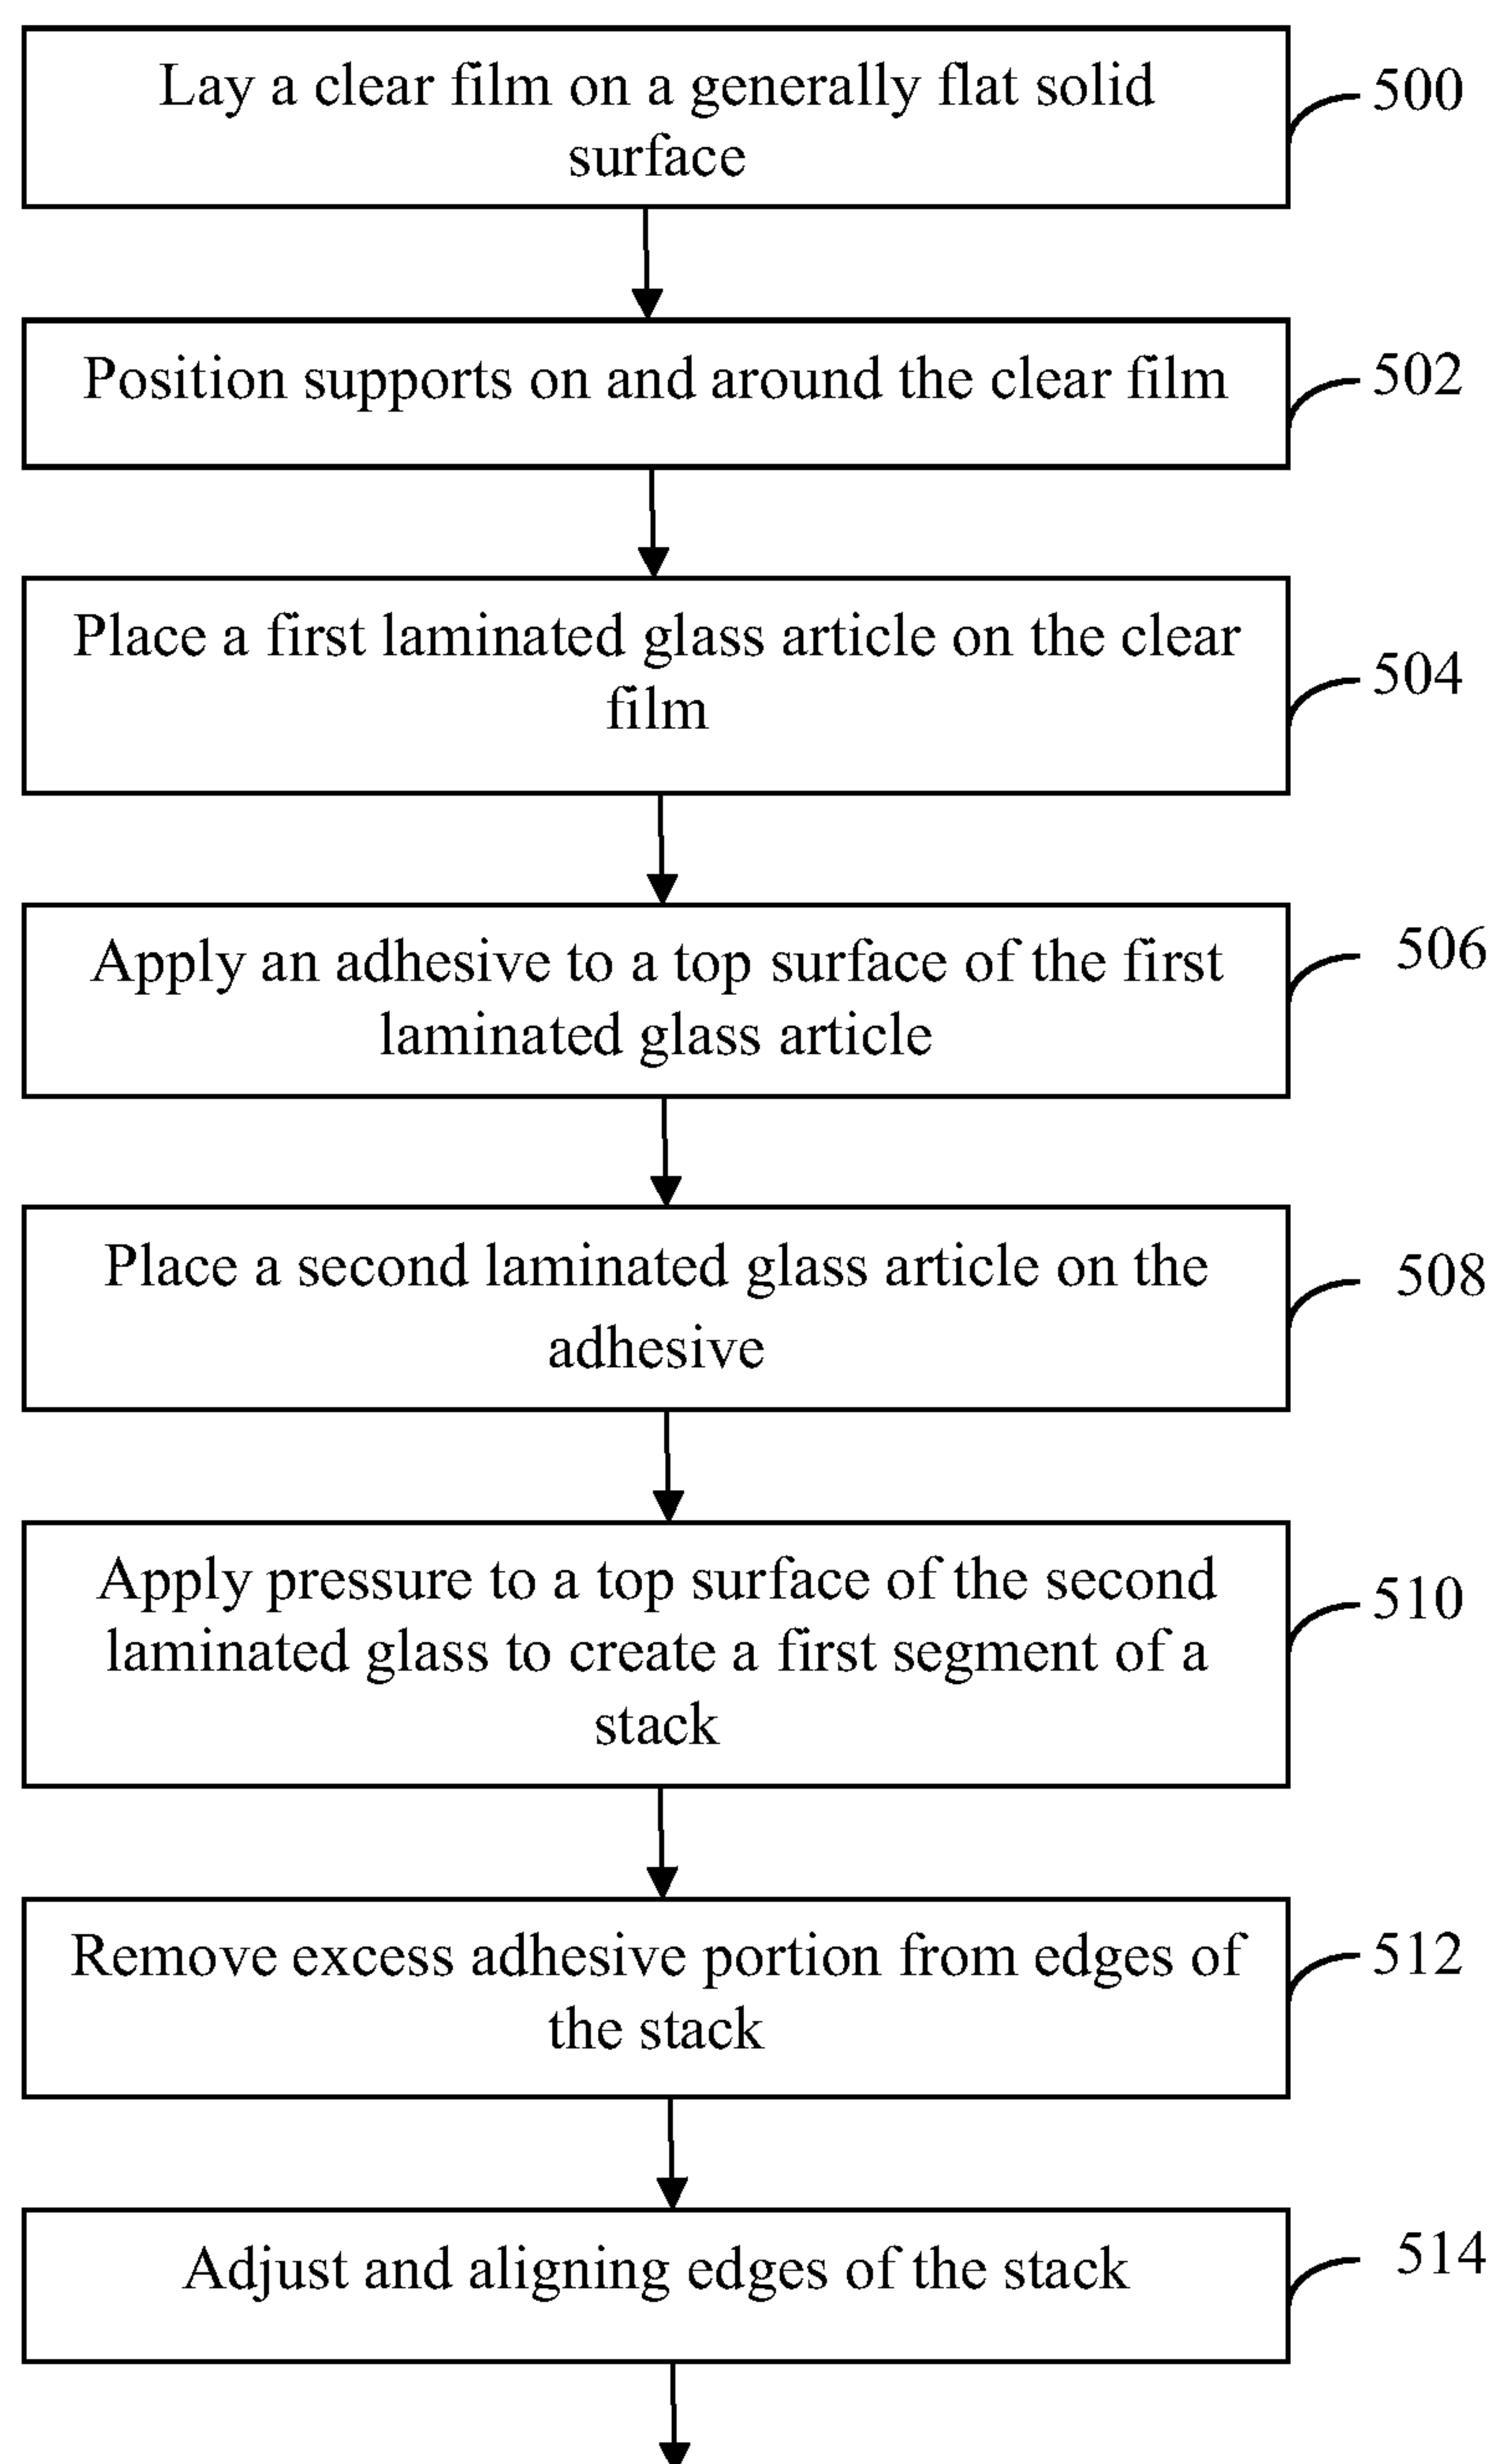 Lay a clear film on a generally flat solid
surface
500
Position supports on and around the clear film
502
Place a first laminated glass article on the clear
film
504
Apply an adhesive to a top surface of the first
laminated glass article
506
Place a second laminated glass article on the
adhesive
508
Apply pressure to a top surface of the second
laminated glass to create a first segment of a
stack
510
Remove excess adhesive portion from edges of
the stack
512
Adjust and aligning edges of the stack
514